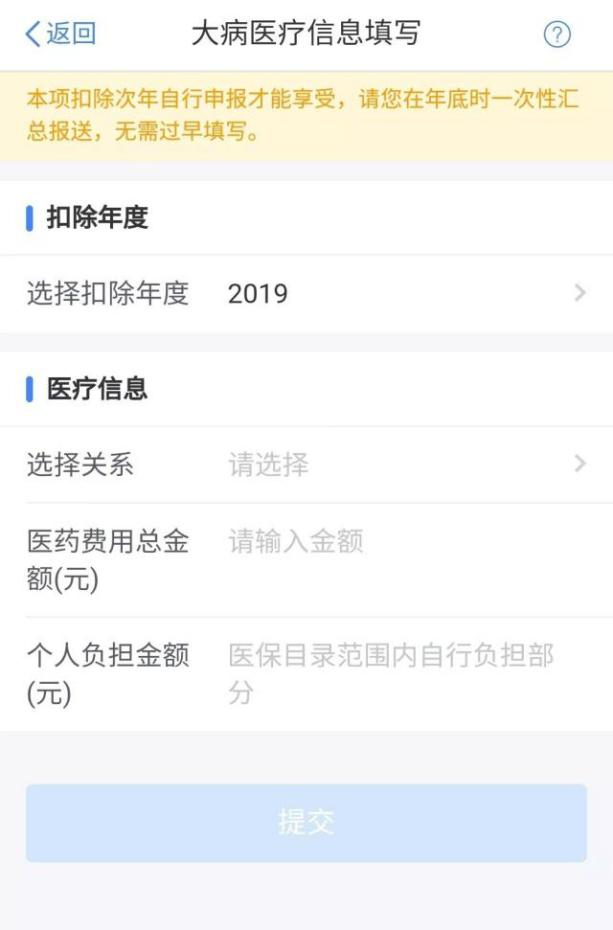 返回
大病医疗信息填写
?
本项扣除次年自行申报才能享受，请您在年底时一次性汇
总报送，无需过早填写。
扣除年度
选择扣除年度 2019
医疗信息
选择关系 请选择
医药费用总金 请输入金额
额(元)
个人负担金额 医保目录范围内自行负担部
(元) 分
提交